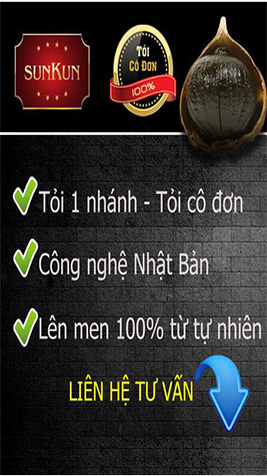 SUNKUN
TỎI
CÔ ĐƠN
100%
Tỏi 1 nhánh - Tỏi cô đơn
Công nghệ Nhật Bản
Lên men 100% từ tự nhiên
LIÊN HỆ TƯ VẤN